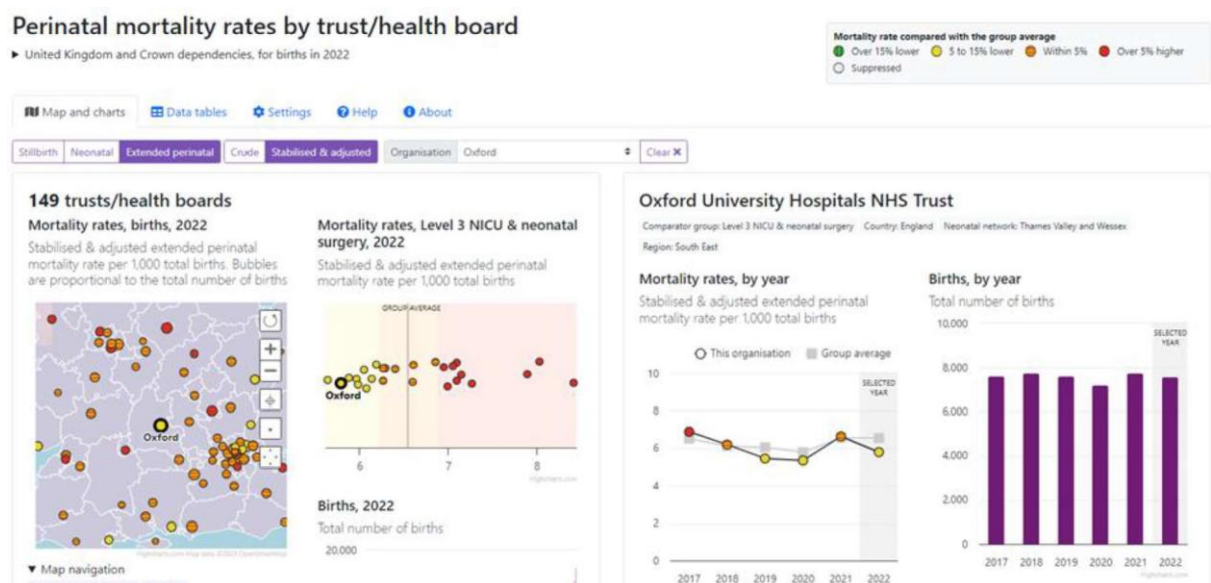 Perinatal mortality rates by trust/health board
▶ United Kingdom and Crown dependencies, for births in 2022
Mortality rate compared with the group average
Over 15% lower 5 to 15% lower Within 5% Over 5% higher
Suppressed
Map and charts Data tables Settings Help About
Stillbirth Neonatal Extended perinatal Crude Stabilised & adjusted Organisation Oxford Clear ✖
149 trusts/health boards
Mortality rates, births, 2022
Stabilised & adjusted extended perinatal
mortality rate per 1,000 total births. Bubbles
are proportional to the total number of births
Oxford
▼ Map navigation
Mortality rates, Level 3 NICU & neonatal
surgery, 2022
Stabilised & adjusted extended perinatal
mortality rate per 1,000 total births
GROUP AVERAGE
Oxford
6 7 8
Highcharts.com
Births, 2022
Total number of births
20.000
Oxford University Hospitals NHS Trust
Comparator group: Level 3 NICU & neonatal surgery Country: England Neonatal network: Thames Valley and Wessex
Region: South East
Mortality rates, by year
Stabilised & adjusted extended perinatal
mortality rate per 1,000 total births
This organisation Group average
SELECTED
YEAR
10
8
6
4
2
0
2017 2018 2019 2020 2021 2022
Births, by year
Total number of births
10,000
SELECTED
YEAR
8,000
6,000
4,000
2,000
0
2017 2018 2019 2020 2021 2022
Highcharts.com